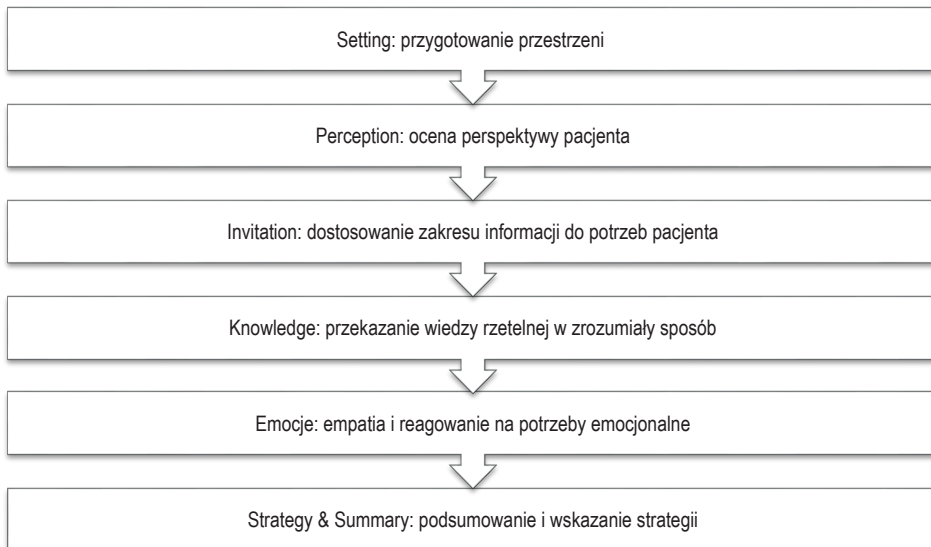 Setting: przygotowanie przestrzeni
Perception: ocena perspektywy pacjenta
Invitation: dostosowanie zakresu informacji do potrzeb pacjenta
Knowledge: przekazanie wiedzy rzetelnej w zrozumiały sposób
Emocje: empatia i reagowanie na potrzeby emocjonalne
Strategy & Summary: podsumowanie i wskazanie strategii